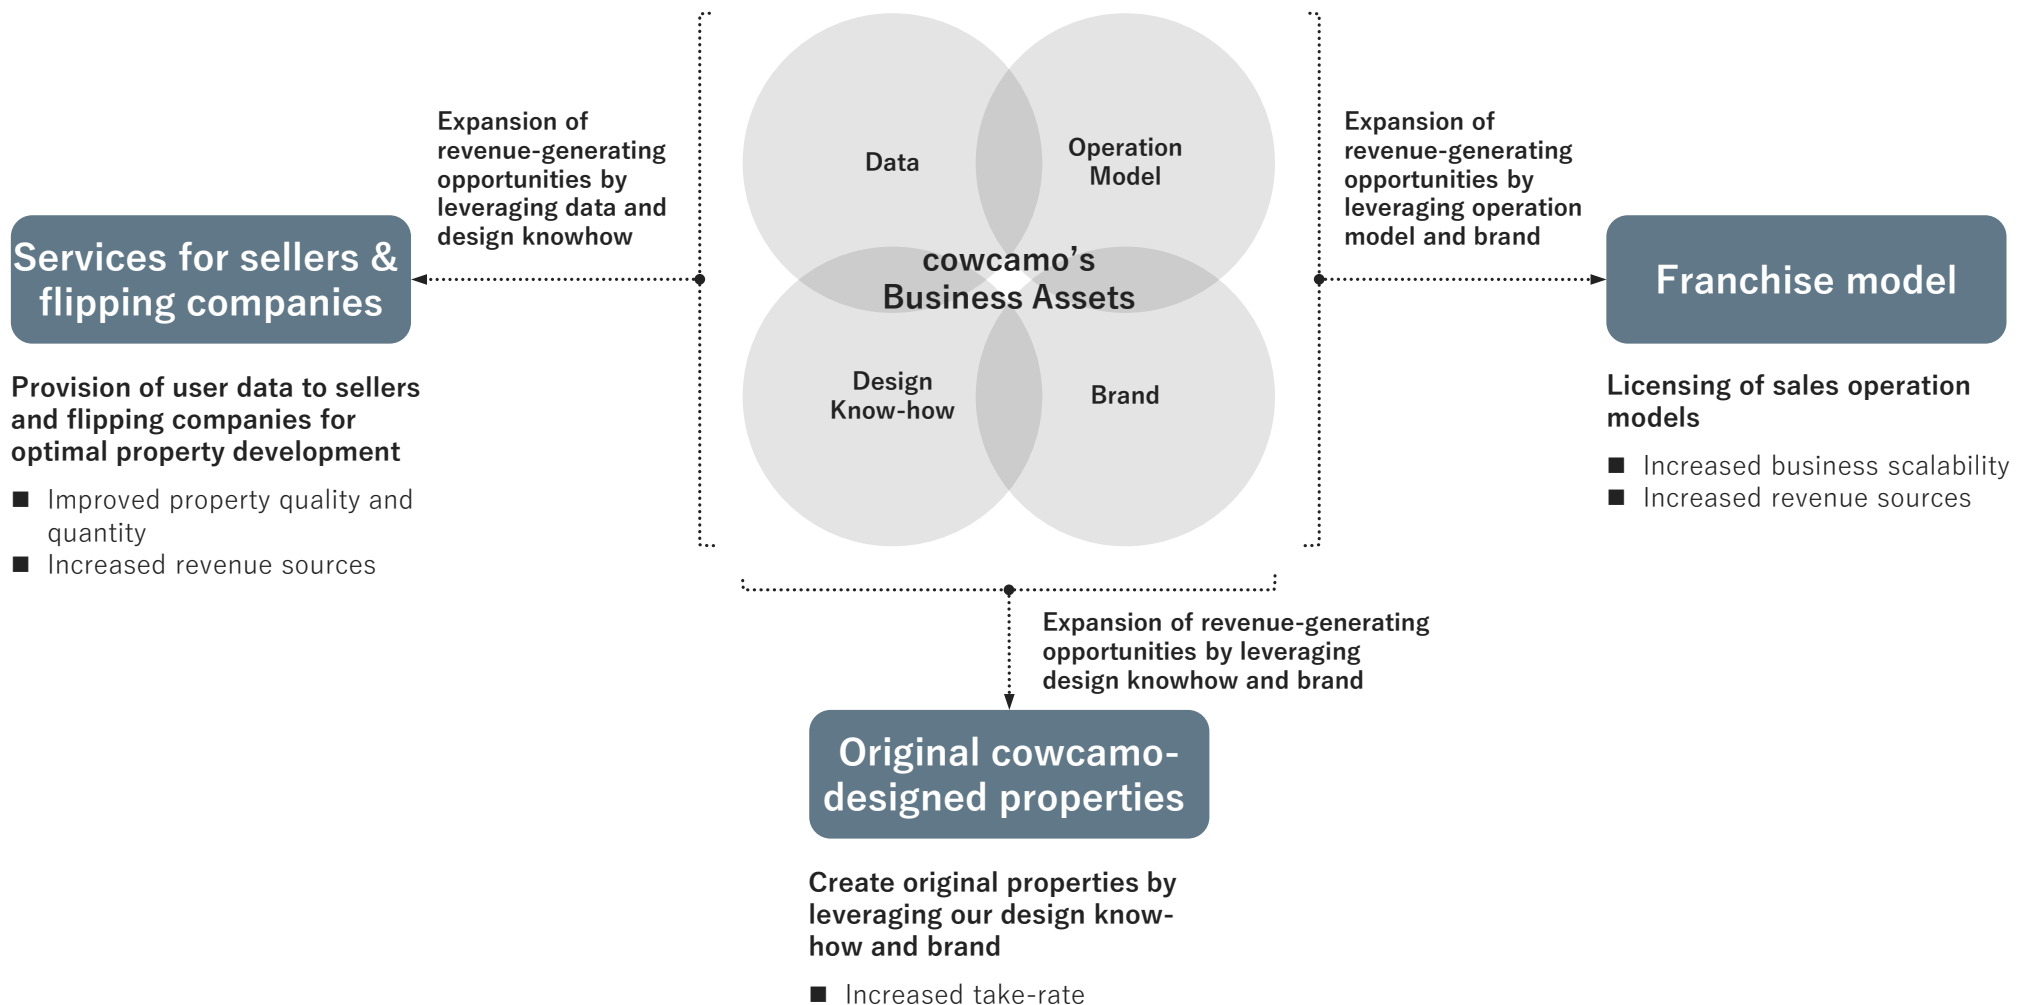 Data
Operation
Model
cowcamo's
Business Assets
Design
Know-how
Brand
Expansion of
revenue-generating
opportunities by
leveraging data and
design knowhow
Services for sellers &
flipping companies
Provision of user data to sellers
and flipping companies for
optimal property development
■ Improved property quality and
quantity
■ Increased revenue sources
Expansion of
revenue-generating
opportunities by
leveraging operation
model and brand
Franchise model
Licensing of sales operation
models
■ Increased business scalability
■ Increased revenue sources
Expansion of revenue-generating
opportunities by leveraging
design knowhow and brand
Original cowcamo-
designed properties
Create original properties by
leveraging our design know-
how and brand
■ Increased take-rate